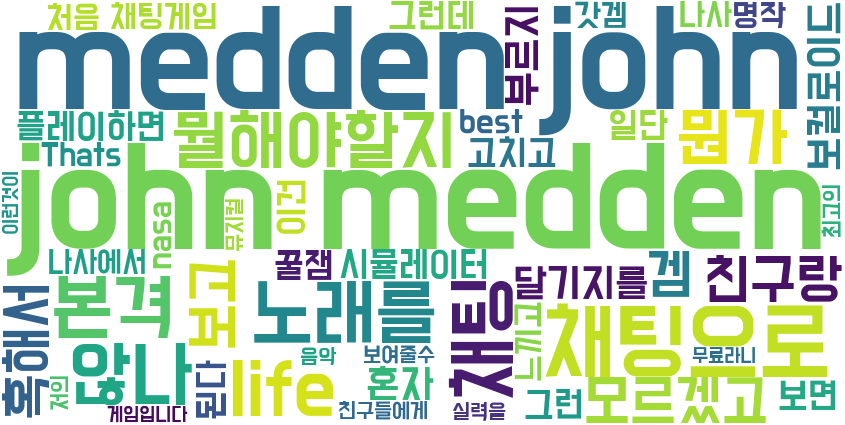 처음 채팅게임 그런데 갓겜 나사 명작
medden john
부르지
보컬로이드
플레이하면 뭘해야할지 best 일단 뭔가
Thats 고치고
john medden
이런것이
nasa
뮤지컬
이건
최고의
나사에서 꿀잼 시뮬레이터 겜 친구랑
달기지를
혹해서
본격
보고
노래를
채팅
느끼고
채팅으로
않나
저의
됬다
life
음악 보여줄수 무료라니
혼자
게임입니다
친구들에게 실력을 그런 모르겠고 보면